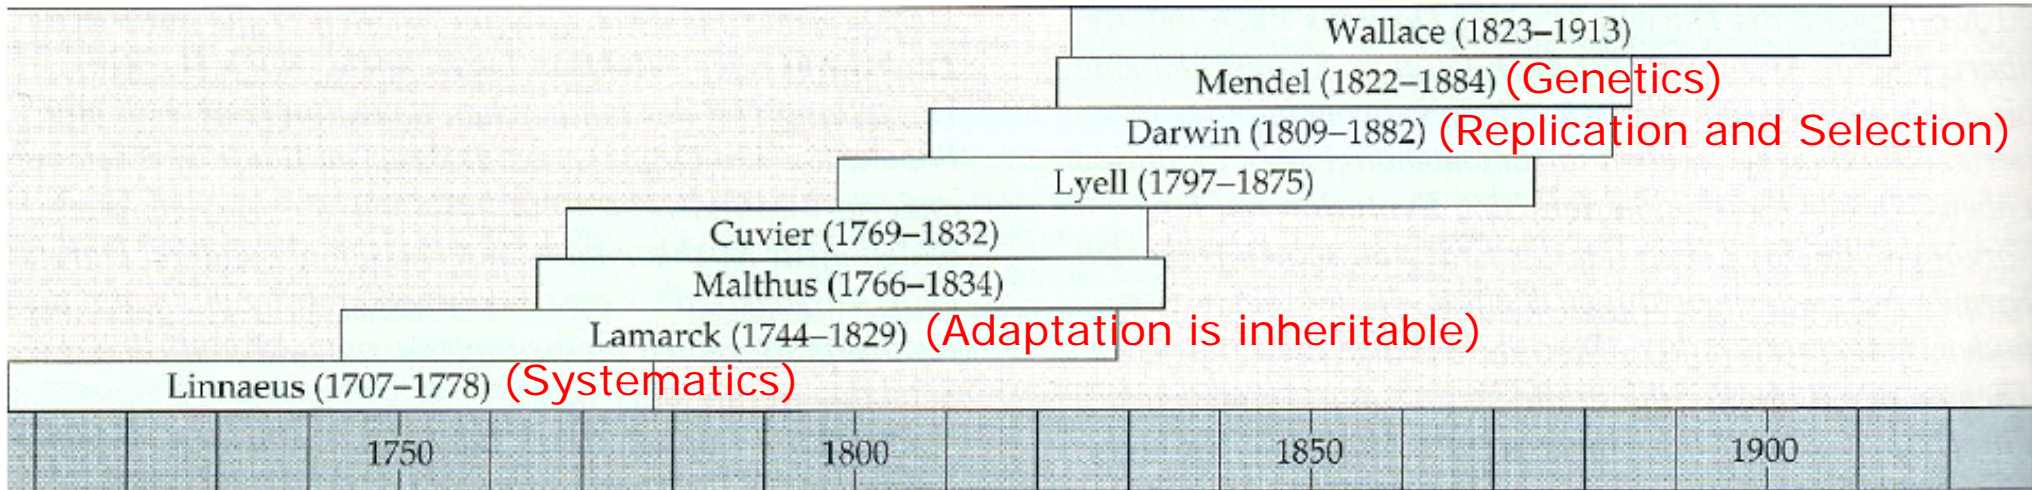 Wallace (1823–1913)
Mendel (1822–1884) (Genetics)
Darwin (1809–1882) (Replication and Selection)
Lyell (1797–1875)
Cuvier (1769–1832)
Malthus (1766–1834)
Lamarck (1744–1829) (Adaptation is inheritable)
Linnaeus (1707–1778) (Systematics)
1750 1800 1850 1900